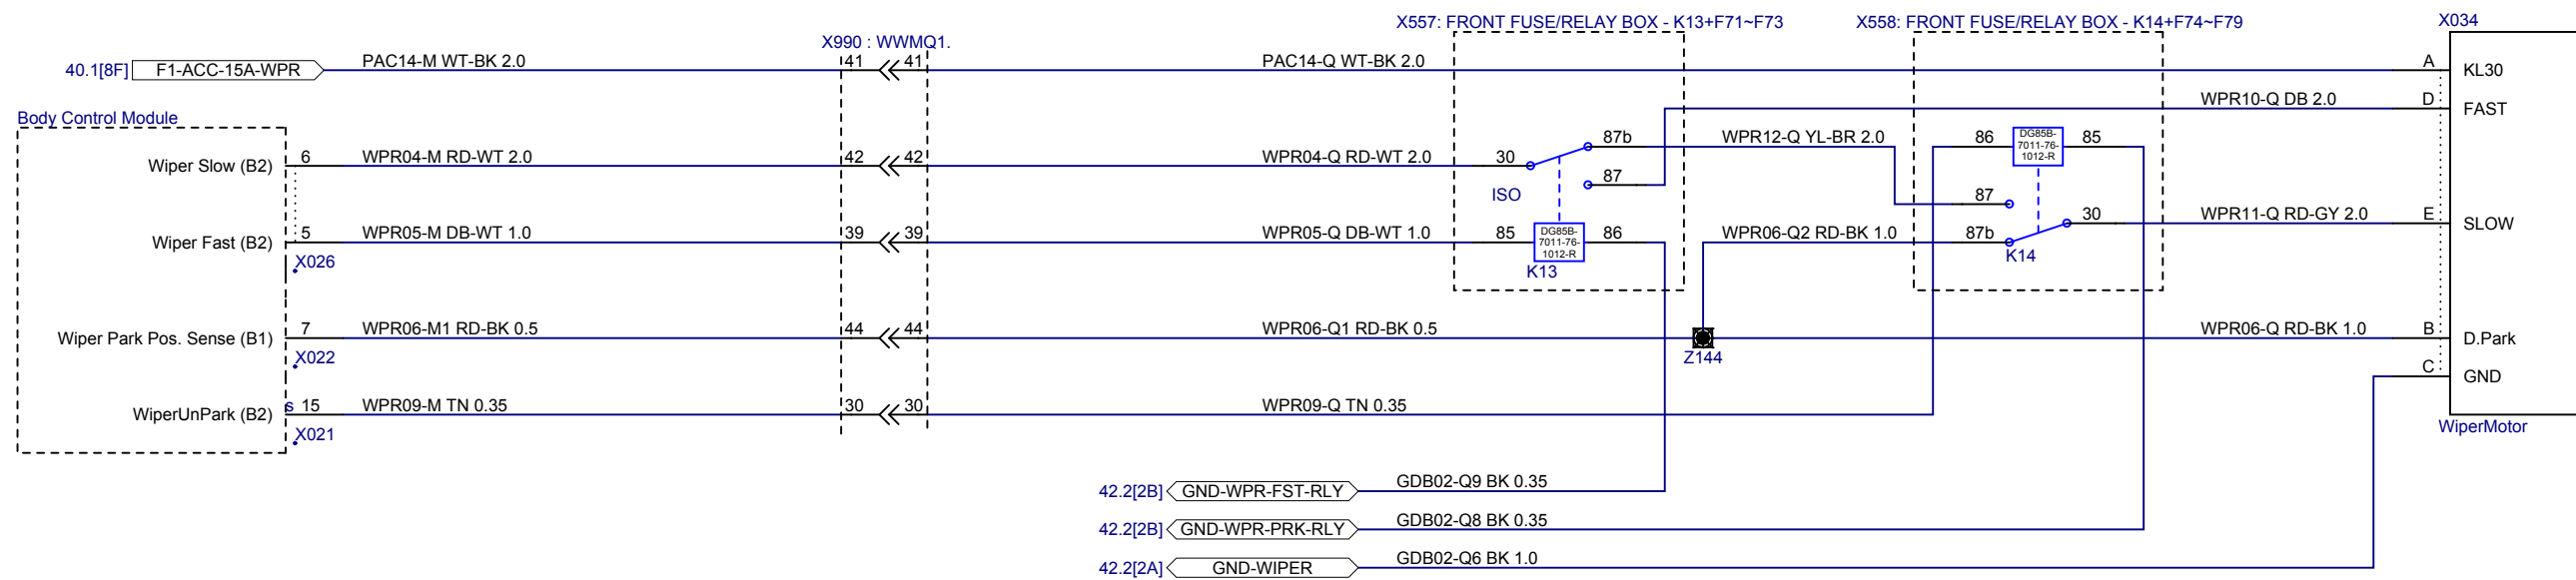 X557: FRONT FUSE/RELAY BOX - K13+F71~F73
X558: FRONT FUSE/RELAY BOX - K14+F74~F79
X034
X990 : WWMQ1.
40.1[8F]
F1-ACC-15A-WPR
PAC14-M WT-BK 2.0
41
41
PAC14-Q WT-BK 2.0
A
KL30
WPR10-Q DB 2.0
D
FAST
Body Control Module
Wiper Slow (B2)
6
WPR04-M RD-WT 2.0
42
42
WPR04-Q RD-WT 2.0
30
87b
87
ISO
WPR12-Q YL-BR 2.0
86
DG85B-
7011-76-
1012-R
85
87
30
WPR11-Q RD-GY 2.0
E
SLOW
Wiper Fast (B2)
5
WPR05-M DB-WT 1.0
39
39
WPR05-Q DB-WT 1.0
85
DG85B-
7011-76-
1012-R
86
K13
WPR06-Q2 RD-BK 1.0
87b
K14
X026
Wiper Park Pos. Sense (B1)
7
WPR06-M1 RD-BK 0.5
44
44
WPR06-Q1 RD-BK 0.5
Z144
WPR06-Q RD-BK 1.0
B
D.Park
X022
C
GND
WiperUnPark (B2)
s
15
WPR09-M TN 0.35
30
30
WPR09-Q TN 0.35
X021
WiperMotor
42.2[2B]
GND-WPR-FST-RLY
GDB02-Q9 BK 0.35
42.2[2B]
GND-WPR-PRK-RLY
GDB02-Q8 BK 0.35
42.2[2A]
GND-WIPER
GDB02-Q6 BK 1.0